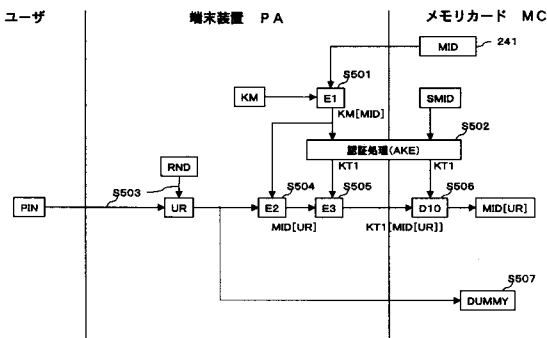 ユーザ
端末装置 PA
メモリカード MC
MID
241
S501
KM
E1
KM[MID]
SMID
S502
認証処理(AKE)
RND
KT1
KT1
S503
S504
S505
S506
PIN
UR
E2
E3
D10
MID[UR]
MID[UR]
KT1[MID[UR]]
S507
DUMMY